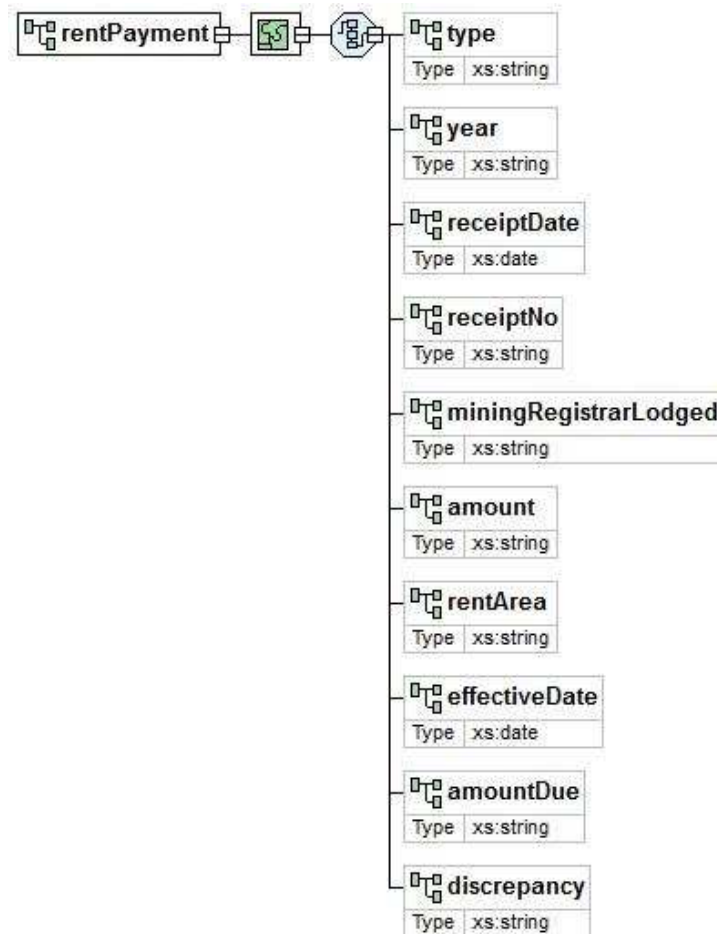 rentPayment
type
Type xs:string
year
Type xs:string
receiptDate
Type xs:date
receiptNo
Type xs:string
miningRegistrarLodged
Type xs:string
amount
Type xs:string
rentArea
Type xs:string
effectiveDate
Type xs:date
amountDue
Type xs:string
discrepancy
Type xs:string